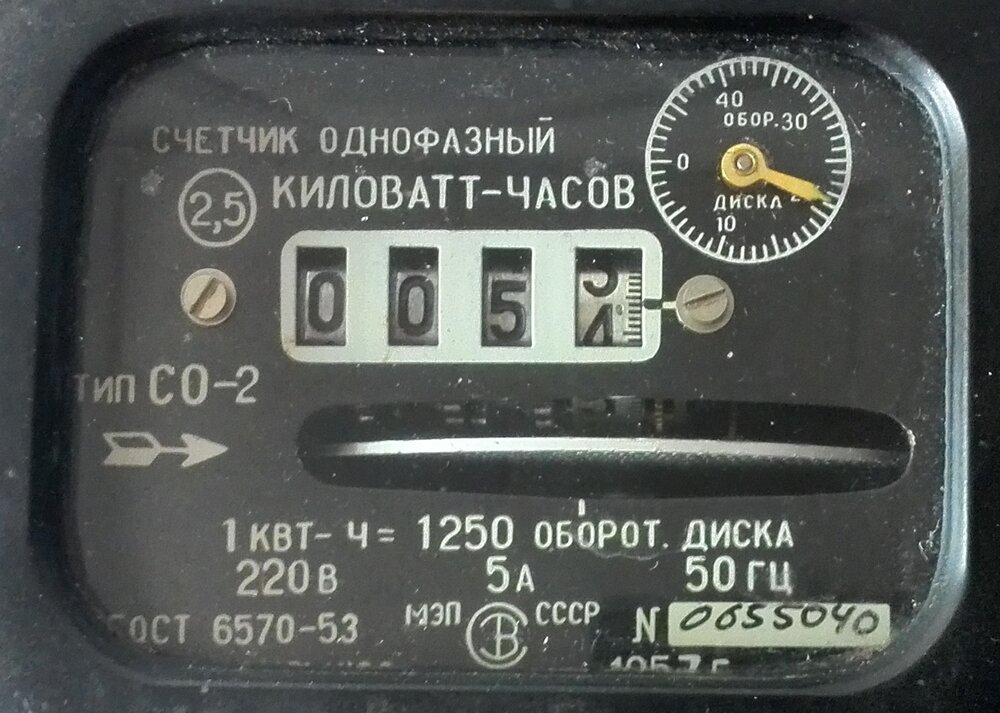 СЧЕТЧИК ОДНОФАЗНЫЙ
2,5 КИЛОВАТТ-ЧАСОВ
40
ОБОР. 30
0
ДИСКА
10
0 0 5
ТИП СО-2
1 КВТ- Ч = 1250 ОБОРОТ. ДИСКА
220 В 5 А 50 ГЦ
ГОСТ 6570-53 МЭП СССР N 0655040
1957 г